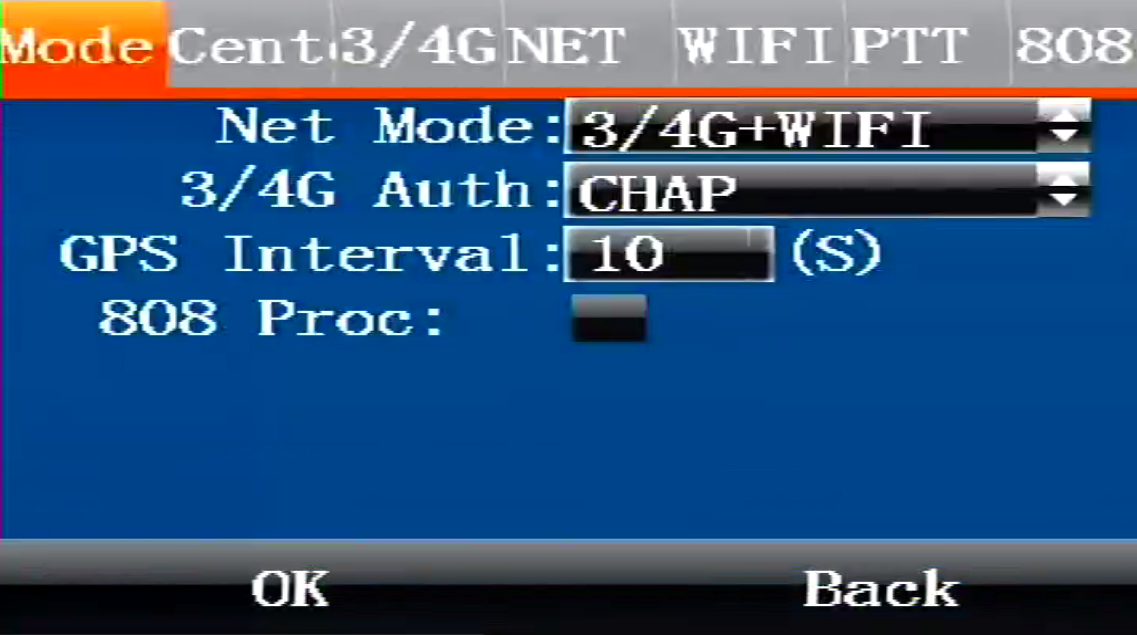 Mode Cent 3/4G NET WIFI PTT 808
Net Mode: 3/4G+WIFI
3/4G Auth: CHAP
GPS Interval: 10 (S)
808 Proc:
OK Back